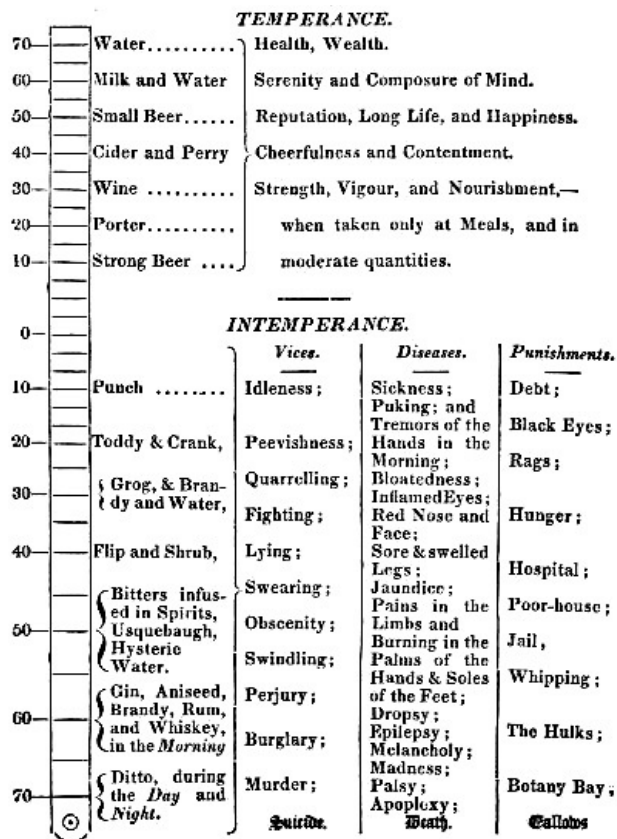 TEMPERANCE.
70 Water.......... Health, Wealth.
60 Milk and Water Serenity and Composure of Mind.
50 Small Beer...... Reputation, Long Life, and Happiness.
40 Cider and Perry Cheerfulness and Contentment.
30 Wine .......... Strength, Vigour, and Nourishment,—
20 Porter.......... when taken only at Meals, and in
10 Strong Beer .... moderate quantities.
0
INTEMPERANCE.
10 Punch ........
20 Toddy & Crank,
30 Grog, & Bran-
dy and Water,
40 Flip and Shrub,
50 Bitters infus-
ed in Spirits,
Usquebaugh,
Hysteric
Water.
60 Gin, Aniseed,
Brandy, Rum,
and Whiskey,
in the Morning
70 Ditto, during
the Day and
Night.
Vices.
Idleness;
Peevishness;
Quarrelling;
Fighting;
Lying;
Swearing;
Obscenity;
Swindling;
Perjury;
Burglary;
Murder;
Suicide.
Diseases.
Sickness;
Puking; and
Tremors of the
Hands in the
Morning;
Bloatedness;
Inflamed Eyes;
Red Nose and
Face;
Sore & swelled
Legs;
Jaundice;
Pains in the
Limbs and
Burning in the
Palms of the
Hands & Soles
of the Feet;
Dropsy;
Epilepsy;
Melancholy;
Madness;
Palsy;
Apoplexy;
Death.
Punishments.
Debt;
Black Eyes;
Rags;
Hunger;
Hospital;
Poor-house;
Jail,
Whipping;
The Hulks;
Botany Bay;
Gallows